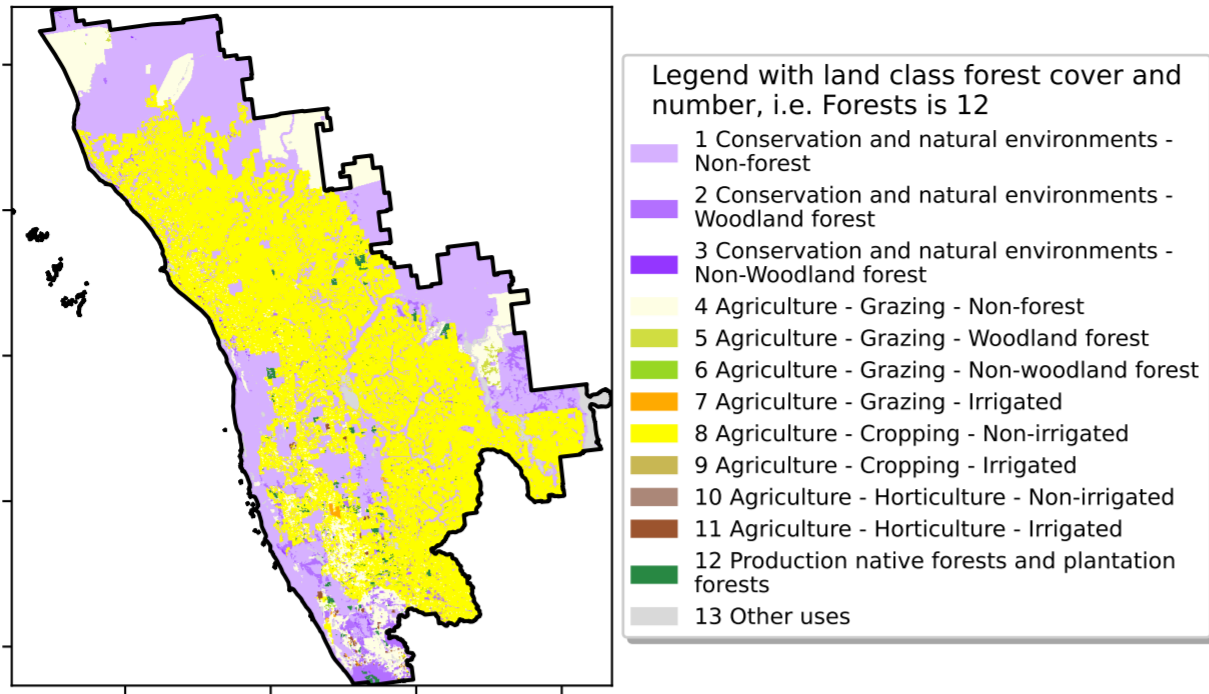 Legend with land class forest cover and
number, i.e. Forests is 12
1 Conservation and natural environments -
Non-forest
2 Conservation and natural environments -
Woodland forest
3 Conservation and natural environments -
Non-Woodland forest
4 Agriculture - Grazing - Non-forest
5 Agriculture - Grazing - Woodland forest
6 Agriculture - Grazing - Non-woodland forest
7 Agriculture - Grazing - Irrigated
8 Agriculture - Cropping - Non-irrigated
9 Agriculture - Cropping - Irrigated
10 Agriculture - Horticulture - Non-irrigated
11 Agriculture - Horticulture - Irrigated
12 Production native forests and plantation
forests
13 Other uses